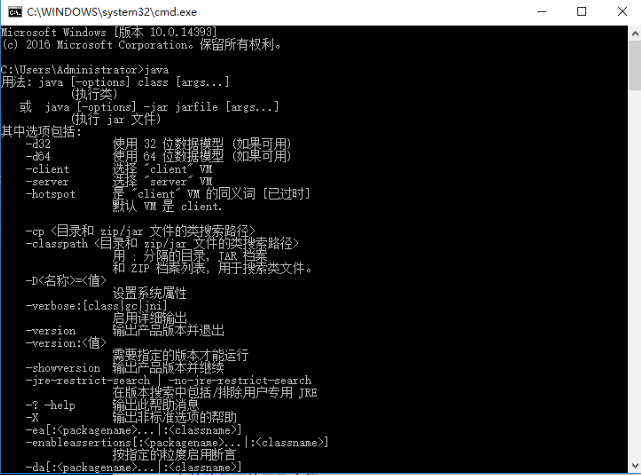 C:\WINDOWS\system32\cmd.exe
Microsoft Windows [版本 10.0.14393]
(c) 2016 Microsoft Corporation。保留所有权利。
C:\Users\Administrator>java
用法: java [-options] class [args...]
(执行类)
或 java [-options] -jar jarfile [args...]
(执行 jar 文件)
其中选项包括:
-d32 使用 32 位数据模型 (如果可用)
-d64 使用 64 位数据模型 (如果可用)
-client 选择 "client" VM
-server 选择 "server" VM
-hotspot 是 "client" VM 的同义词 [已过时]
默认 VM 是 client.
-cp <目录和 zip/jar 文件的类搜索路径>
-classpath <目录和 zip/jar 文件的类搜索路径>
用 ; 分隔的目录, JAR 档案
和 ZIP 档案列表, 用于搜索类文件。
-D<名称>=<值>
设置系统属性
-verbose:[class|gc|jni]
启用详细输出
-version 输出产品版本并退出
-version:<值>
需要指定的版本才能运行
-showversion 输出产品版本并继续
-jre-restrict-search | -no-jre-restrict-search
在版本搜索中包括/排除用户专用 JRE
-? -help 输出此帮助消息
-X 输出非标准选项的帮助
-ea[:<packagename>...|:<classname>]
-enableassertions[:<packagename>...|:<classname>]
按指定的粒度启用断言
-da[:<packagename>...|:<classname>]